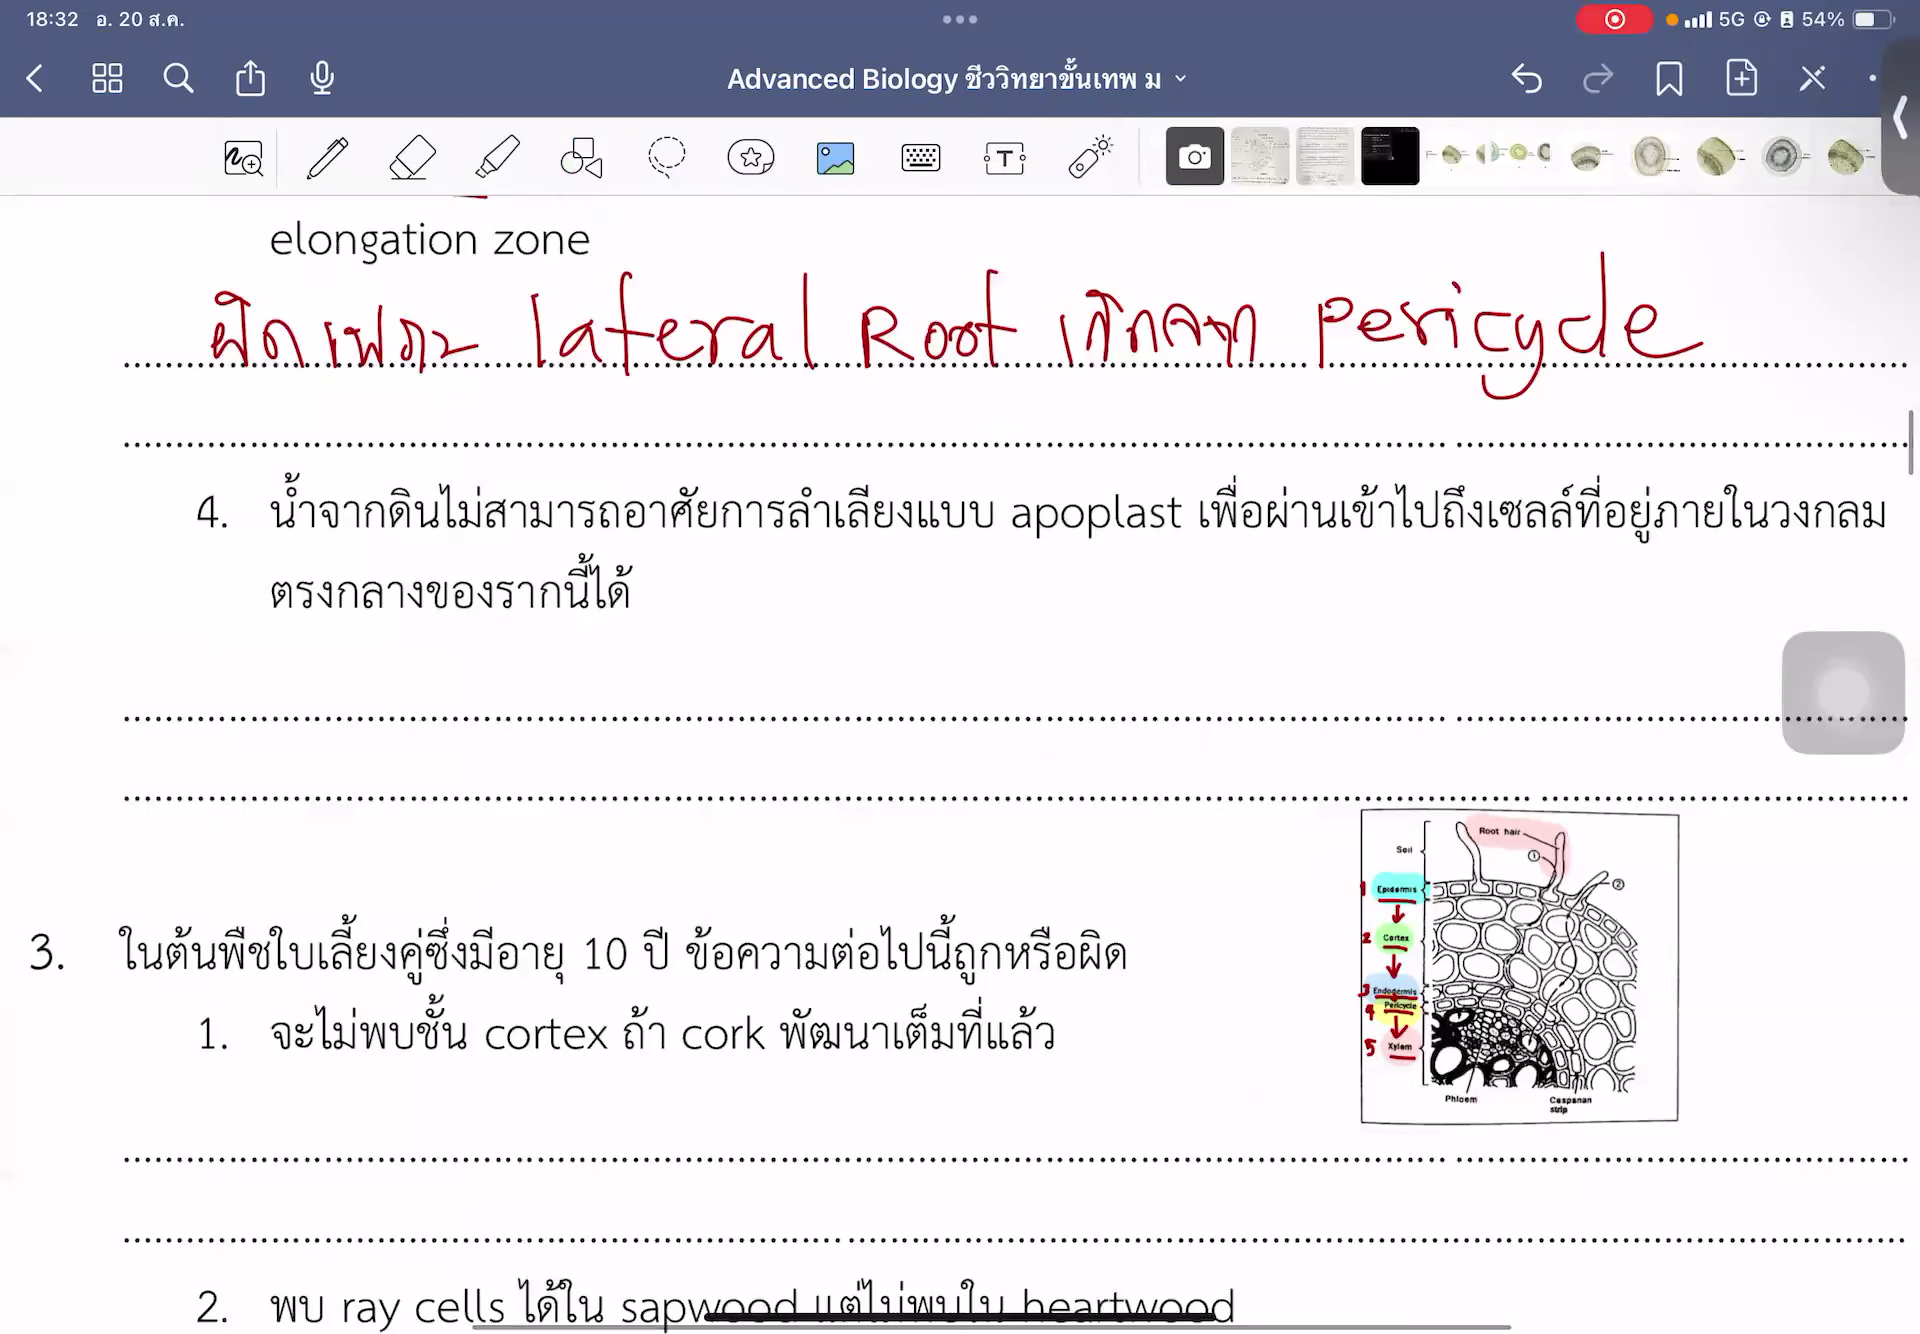 18:32 อ. 20 ส.ค.
5G 54%
Advanced Biology ชีววิทยาขั้นเทพ ม
elongation zone
ผิด เพราะ lateral Root เกิดจาก Pericycle
4. น้ำจากดินไม่สามารถอาศัยการลำเลียงแบบ apoplast เพื่อผ่านเข้าไปถึงเซลล์ที่อยู่ภายในวงกลม
ตรงกลางของรากนี้ได้
Root hair
Soil
1
2
1 Epidermis
2 Cortex
3 Endodermis
4 Pericycle
5 Xylem
Phloem
Casparian
strip
3. ในต้นพืชใบเลี้ยงคู่ซึ่งมีอายุ 10 ปี ข้อความต่อไปนี้ถูกหรือผิด
1. จะไม่พบชั้น cortex ถ้า cork พัฒนาเต็มที่แล้ว
2. พบ ray cells ได้ใน sapwood แต่ไม่พบใน heartwood